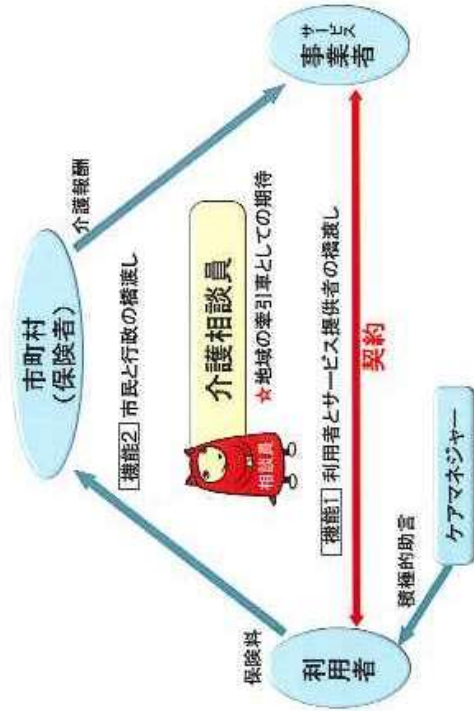 市町村
(保険者)
保険料
介護報酬
機能2 市民と行政の橋渡し
介護相談員
相談員
☆地域の牽引車としての期待
機能1 利用者とサービス提供者の橋渡し
契約
利用者
サービス
事業者
積極的助言
ケアマネジャー